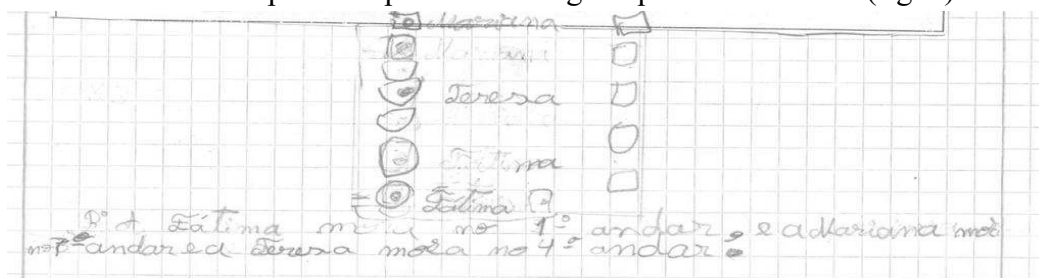 Mariana
Mariana
Teresa
Fátima
= Fátima
R: A Fátima mora no 1º andar e a Mariana mora
no 7º andar e a Teresa mora no 4º andar.